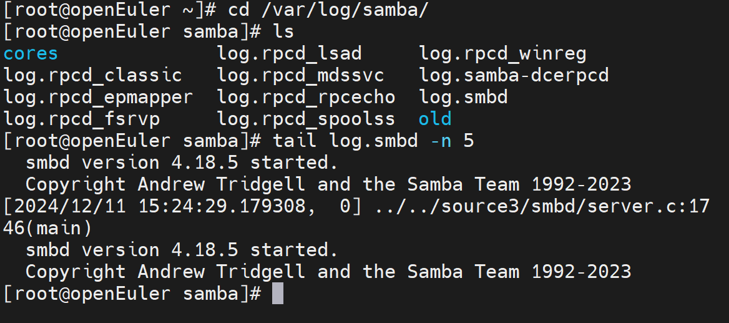 [root@openEuler ~]# cd /var/log/samba/
[root@openEuler samba]# ls
cores                log.rpcd_lsad      log.rpcd_winreg
log.rpcd_classic     log.rpcd_mdssvc    log.samba-dcerpcd
log.rpcd_epmapper    log.rpcd_rpcecho   log.smbd
log.rpcd_fsrvp       log.rpcd_spoolss   old
[root@openEuler samba]# tail log.smbd -n 5
  smbd version 4.18.5 started.
  Copyright Andrew Tridgell and the Samba Team 1992-2023
[2024/12/11 15:24:29.179308,  0] ../../source3/smbd/server.c:17
46(main)
  smbd version 4.18.5 started.
  Copyright Andrew Tridgell and the Samba Team 1992-2023
[root@openEuler samba]#